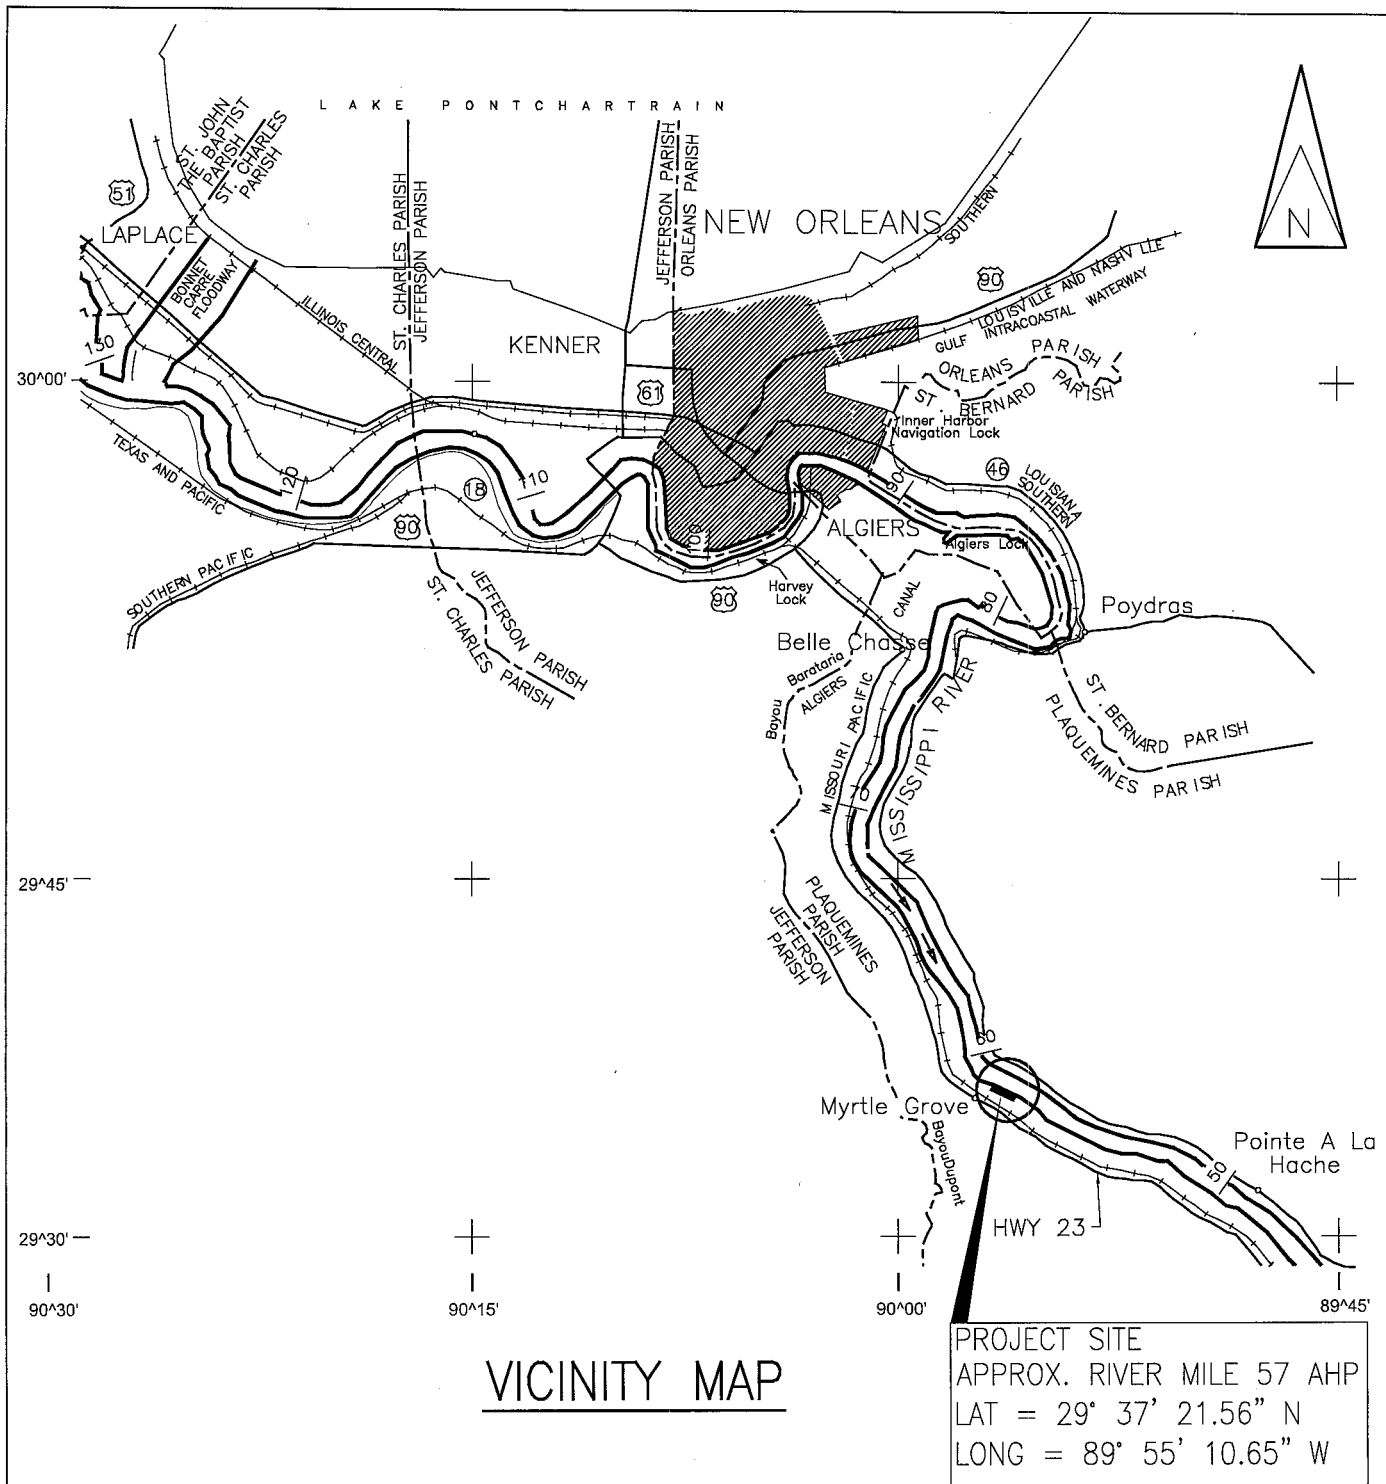 LAKE PONTCHARTRAIN
ST. JOHN
THE BAPTIST
PARISH
ST. CHARLES
PARISH
51
LAPLACE
BONNET
CARRE
FLOODWAY
ILLINOIS CENTRAL
ST. CHARLES PARISH
JEFFERSON PARISH
JEFFERSON PARISH
ORLEANS PARISH
NEW ORLEANS
SOUTHERN
N
90
LOUISVILLE AND NASHVILLE
GULF INTRACOASTAL WATERWAY
KENNER
61
130
30^00'
ORLEANS PARISH
ST. BERNARD PARISH
Inner Harbor
Navigation Lock
TEXAS AND PACIFIC
120
18
110
90
46
LOUISIANA
SOUTHERN
90
ALGIERS
Algiers Lock
100
SOUTHERN PACIFIC
JEFFERSON PARISH
ST. CHARLES PARISH
90
Harvey
Lock
CANAL
80
Poydras
Belle Chasse
Bayou Barataria
ALGIERS
MISSOURI PACIFIC
MISSISSIPPI RIVER
ST. BERNARD PARISH
PLAQUEMINES PARISH
70
29^45'
PLAQUEMINES
PARISH
JEFFERSON
PARISH
60
Myrtle Grove
BayouDupont
Pointe A La
Hache
50
HWY 23
29^30'
90^30'
90^15'
90^00'
89^45'
VICINITY MAP
PROJECT SITE
APPROX. RIVER MILE 57 AHP
LAT = 29° 37' 21.56" N
LONG = 89° 55' 10.65" W